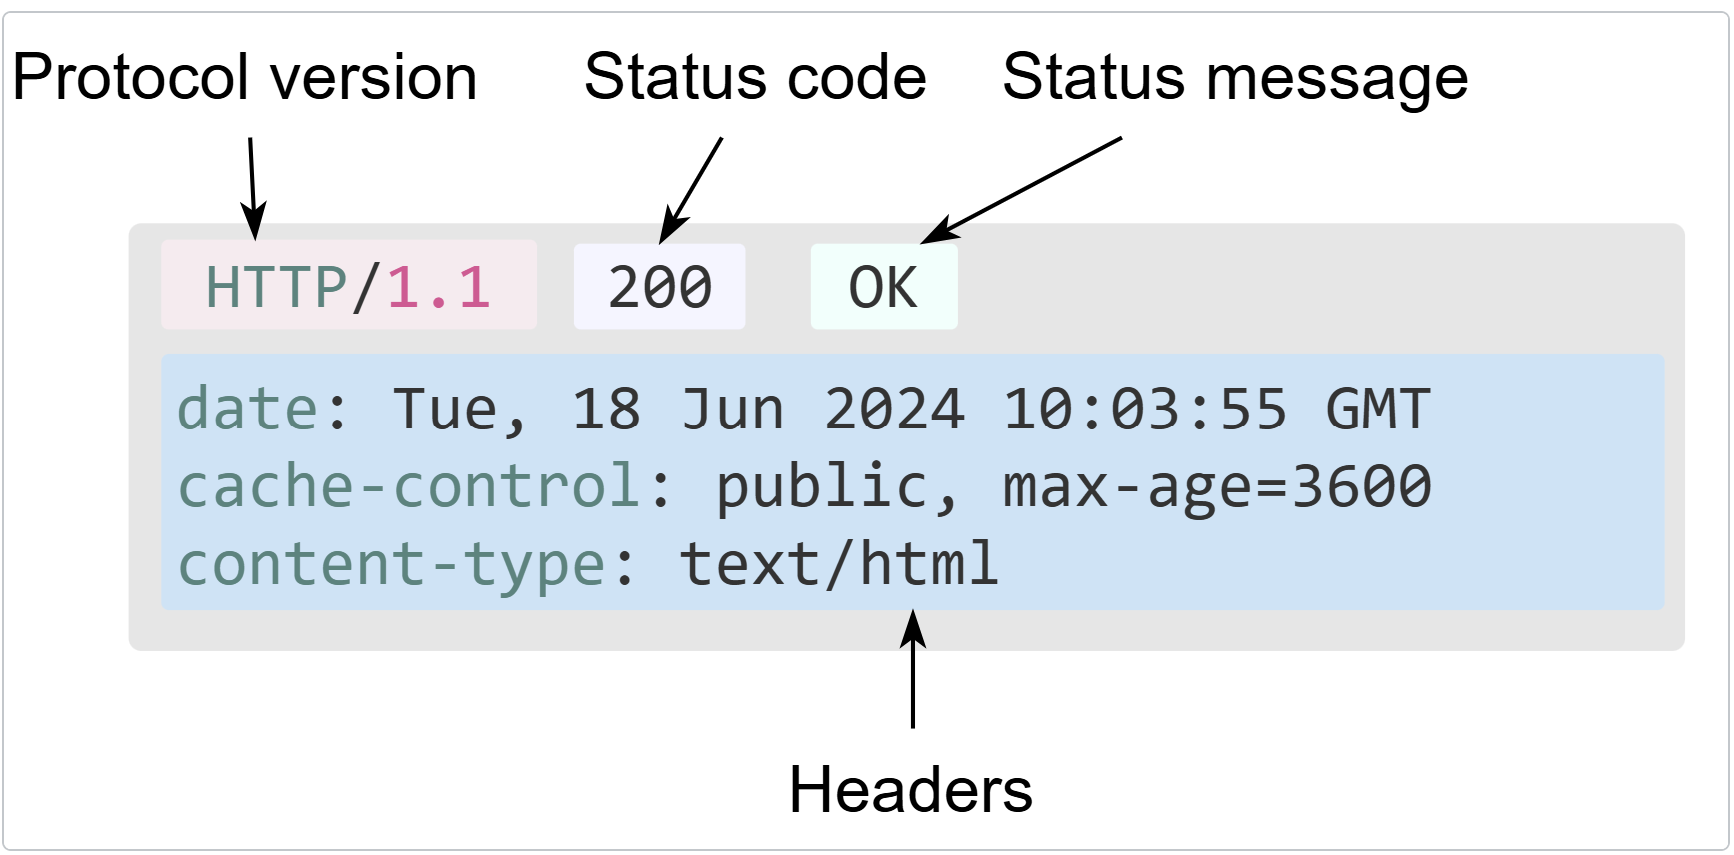 Protocol version Status code Status message
HTTP/1.1 200 OK
date: Tue, 18 Jun 2024 10:03:55 GMT
cache-control: public, max-age=3600
content-type: text/html
Headers